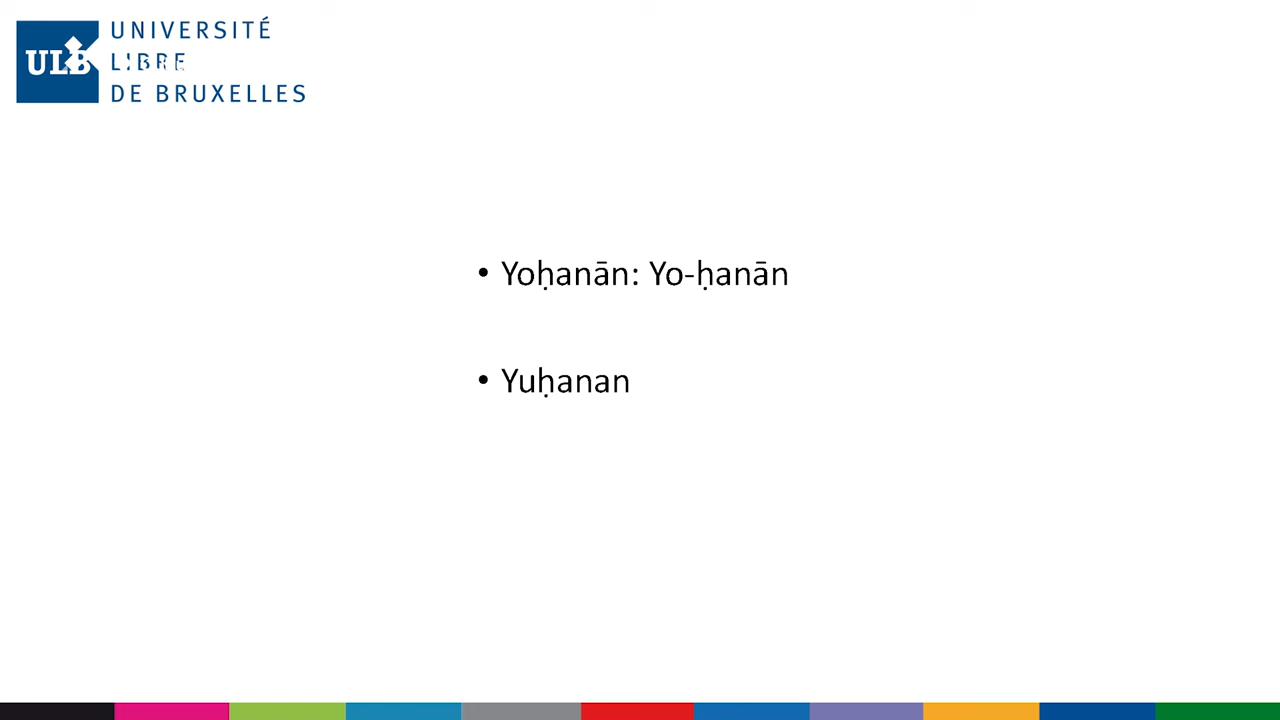 UNIVERSITÉ
ULB LIBRE
DE BRUXELLES
• Yoḥanān: Yo-ḥanān
• Yuḥanan